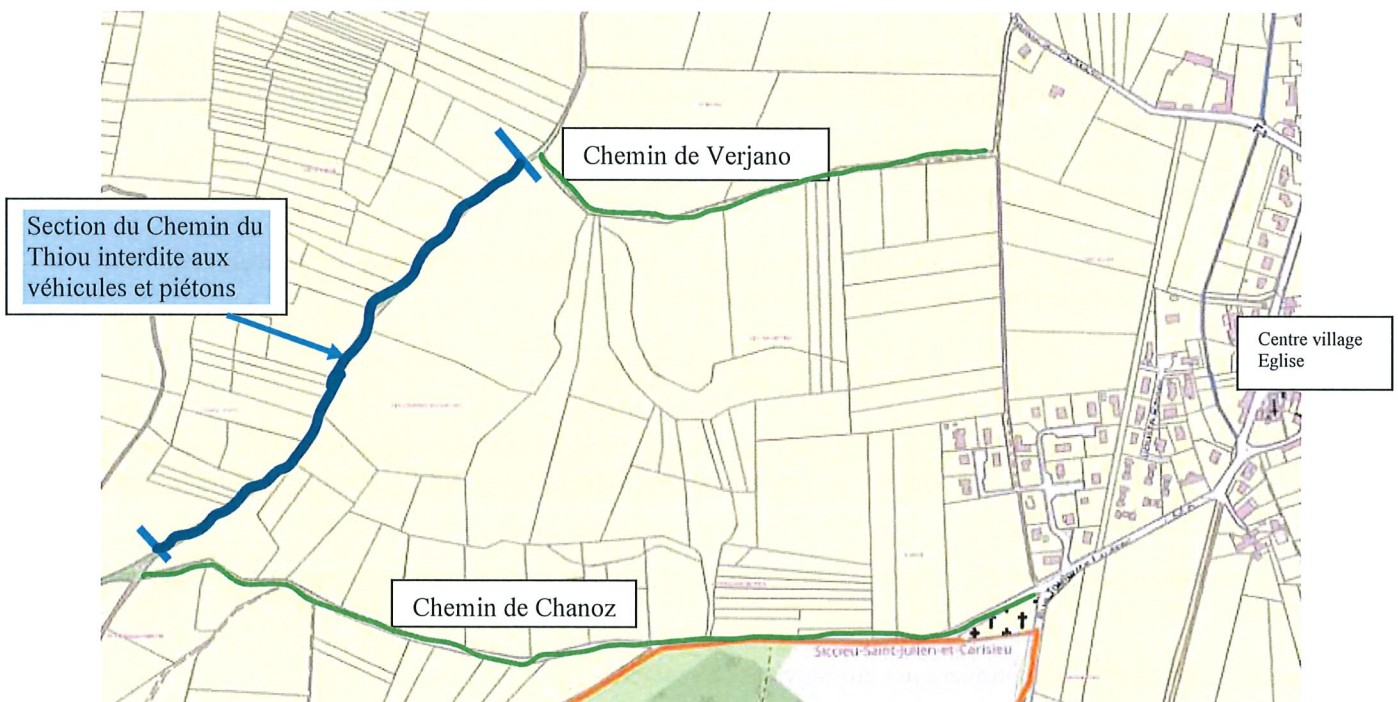 Chemin de Verjano
Section du Chemin du
Thiou interdite aux
véhicules et piétons
Centre village
Eglise
Chemin de Chanoz
Siccieu-Saint-Julien-et-Carisieu